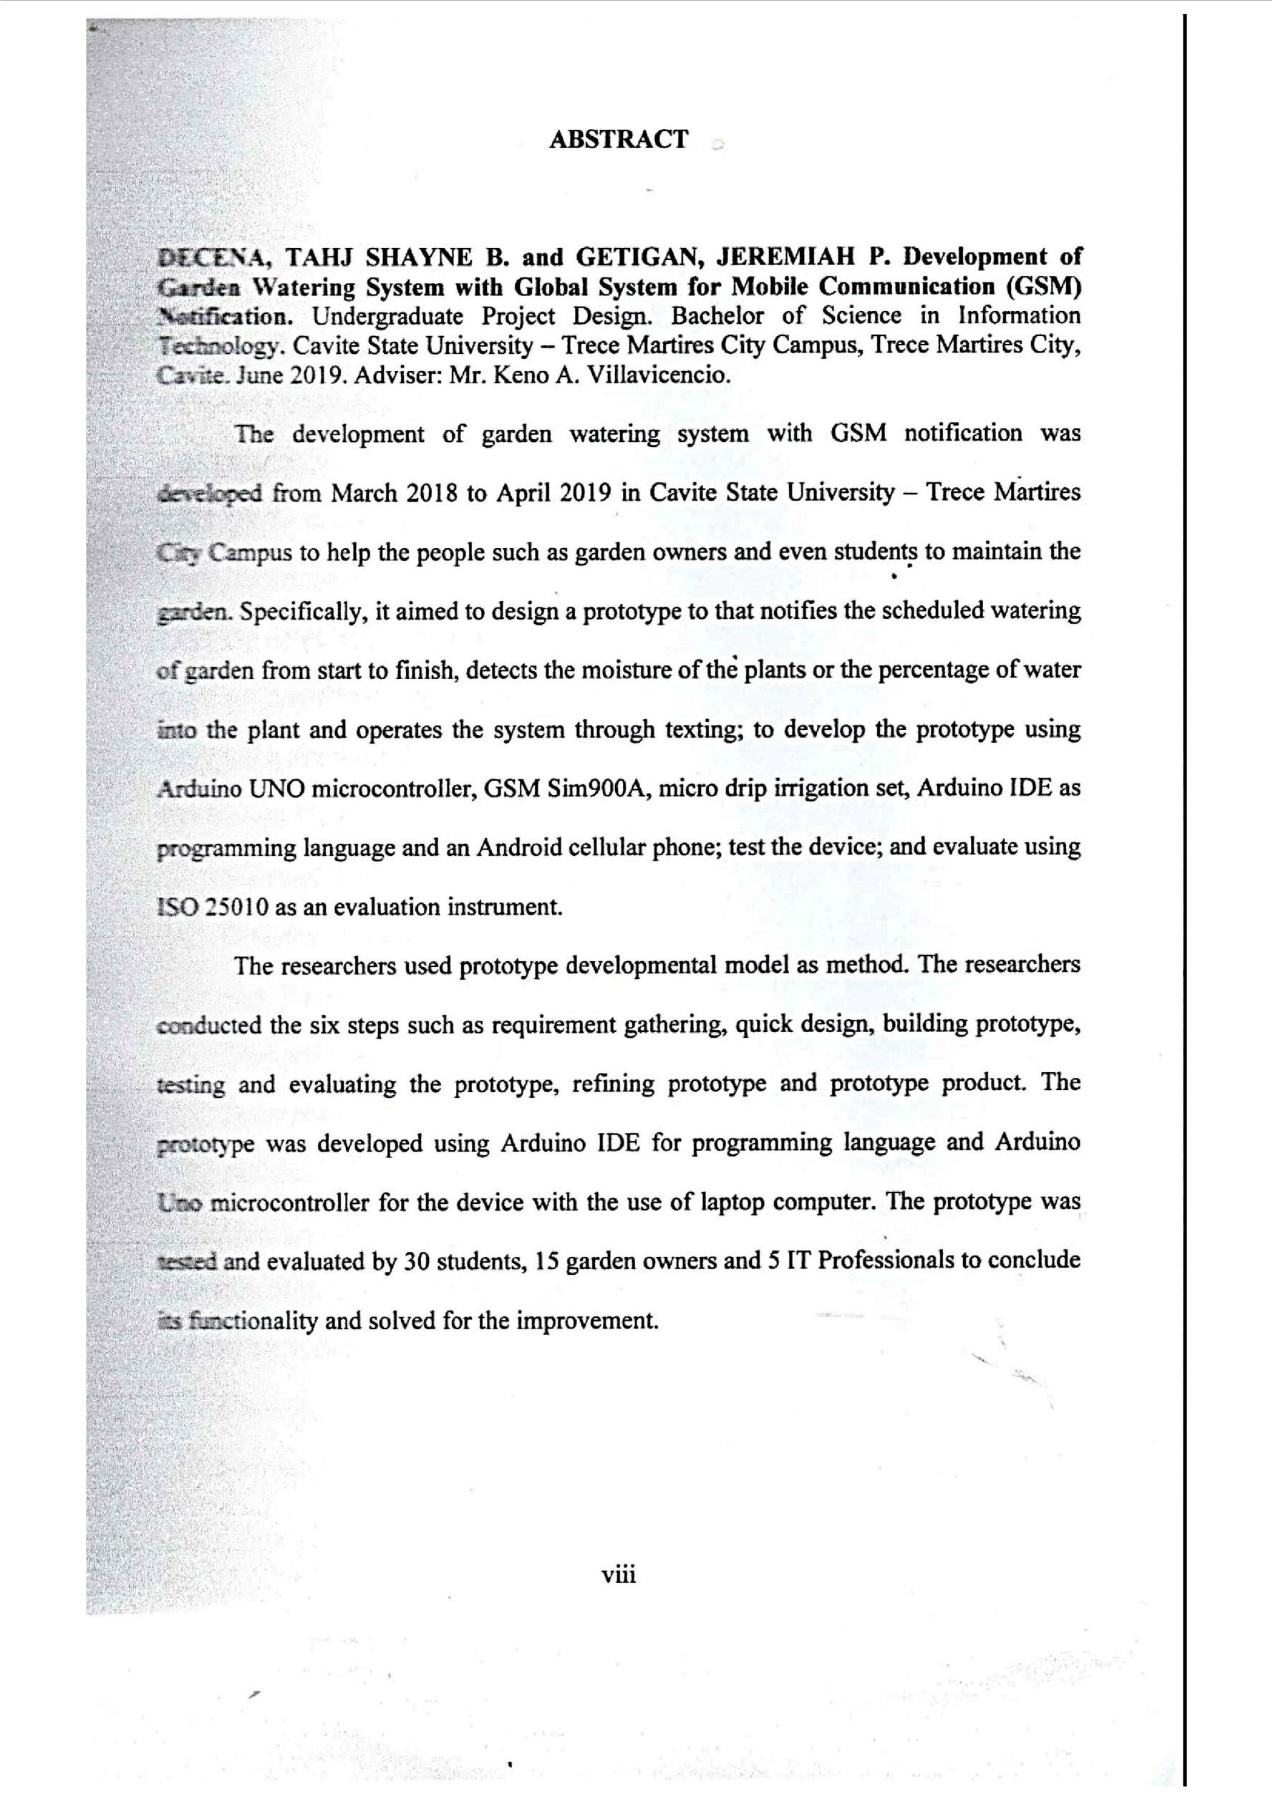 ABSTRACT
DECENA, TAHJ SHAYNE B. and GETIGAN, JEREMIAH P. Development of
Garden Watering System with Global System for Mobile Communication (GSM)
Notification. Undergraduate Project Design. Bachelor of Science in Information
Technology. Cavite State University – Trece Martires City Campus, Trece Martires City,
Cavite. June 2019. Adviser: Mr. Keno A. Villavicencio.
The development of garden watering system with GSM notification was
developed from March 2018 to April 2019 in Cavite State University – Trece Martires
City Campus to help the people such as garden owners and even students to maintain the
garden. Specifically, it aimed to design a prototype to that notifies the scheduled watering
of garden from start to finish, detects the moisture of the plants or the percentage of water
into the plant and operates the system through texting; to develop the prototype using
Arduino UNO microcontroller, GSM Sim900A, micro drip irrigation set, Arduino IDE as
programming language and an Android cellular phone; test the device; and evaluate using
ISO 25010 as an evaluation instrument.
The researchers used prototype developmental model as method. The researchers
conducted the six steps such as requirement gathering, quick design, building prototype,
testing and evaluating the prototype, refining prototype and prototype product. The
prototype was developed using Arduino IDE for programming language and Arduino
Uno microcontroller for the device with the use of laptop computer. The prototype was
tested and evaluated by 30 students, 15 garden owners and 5 IT Professionals to conclude
its functionality and solved for the improvement.
viii